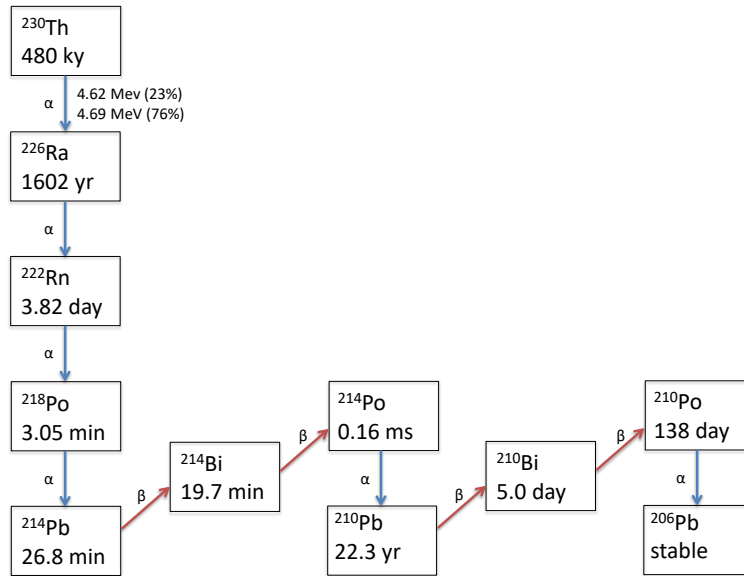 ²³⁰Th
480 ky
α
4.62 Mev (23%)
4.69 MeV (76%)
²²⁶Ra
1602 yr
α
²²²Rn
3.82 day
α
²¹⁸Po
3.05 min
α
²¹⁴Pb
26.8 min
β
²¹⁴Bi
19.7 min
β
²¹⁴Po
0.16 ms
α
²¹⁰Pb
22.3 yr
β
²¹⁰Bi
5.0 day
β
²¹⁰Po
138 day
α
²⁰⁶Pb
stable